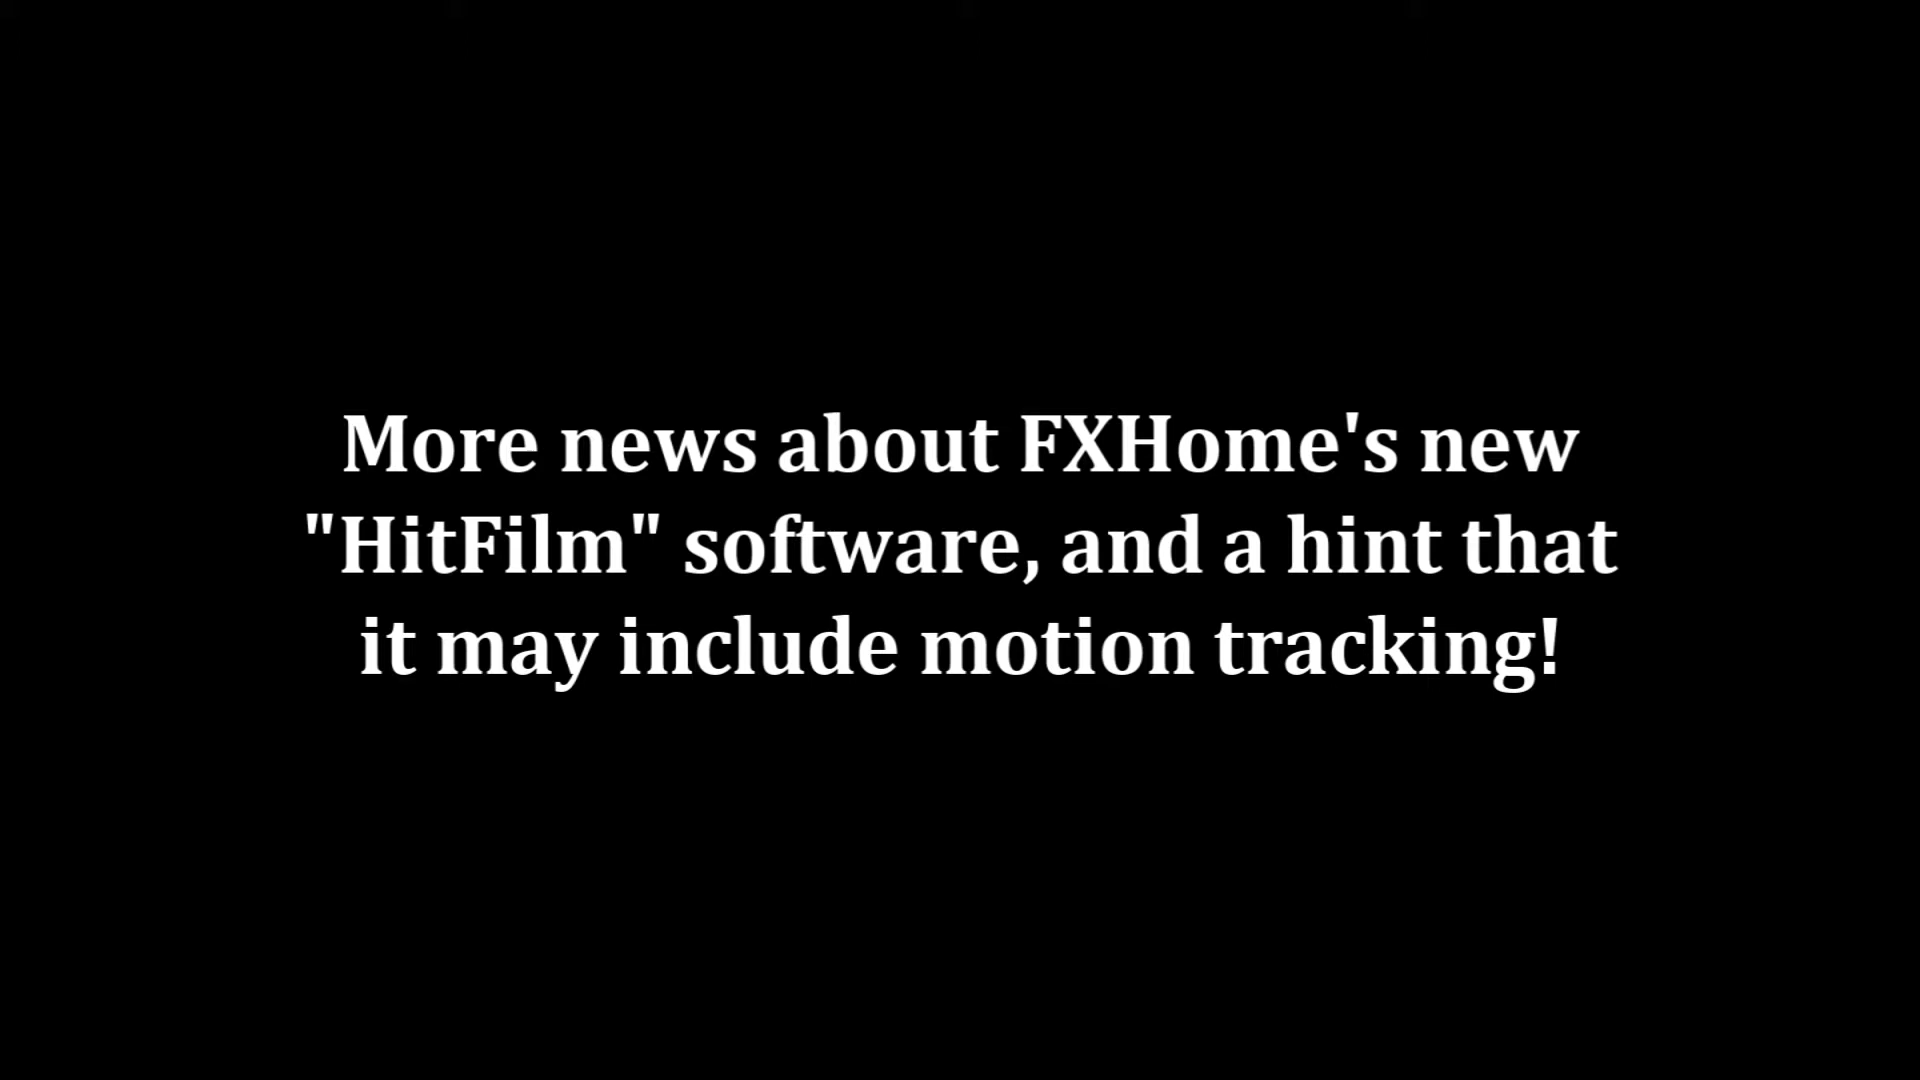 More news about FXHome's new
"HitFilm" software, and a hint that
it may include motion tracking!